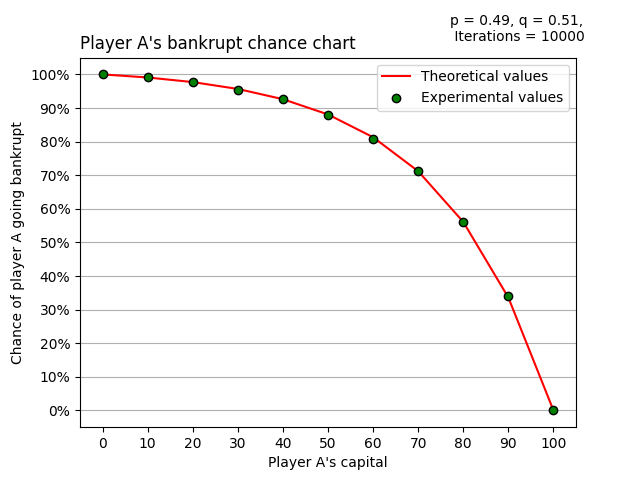 p = 0.49, q = 0.51,
Iterations = 10000
Player A's bankrupt chance chart
Theoretical values
Experimental values
100%
90%
80%
70%
60%
50%
40%
30%
20%
10%
0%
Chance of player A going bankrupt
0 10 20 30 40 50 60 70 80 90 100
Player A's capital